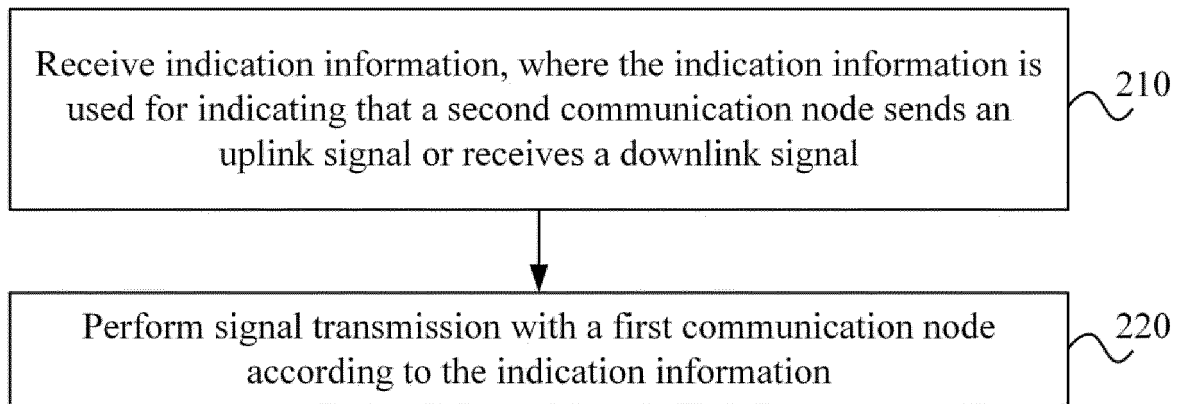 Receive indication information, where the indication information is
used for indicating that a second communication node sends an
uplink signal or receives a downlink signal
210
Perform signal transmission with a first communication node
according to the indication information
220